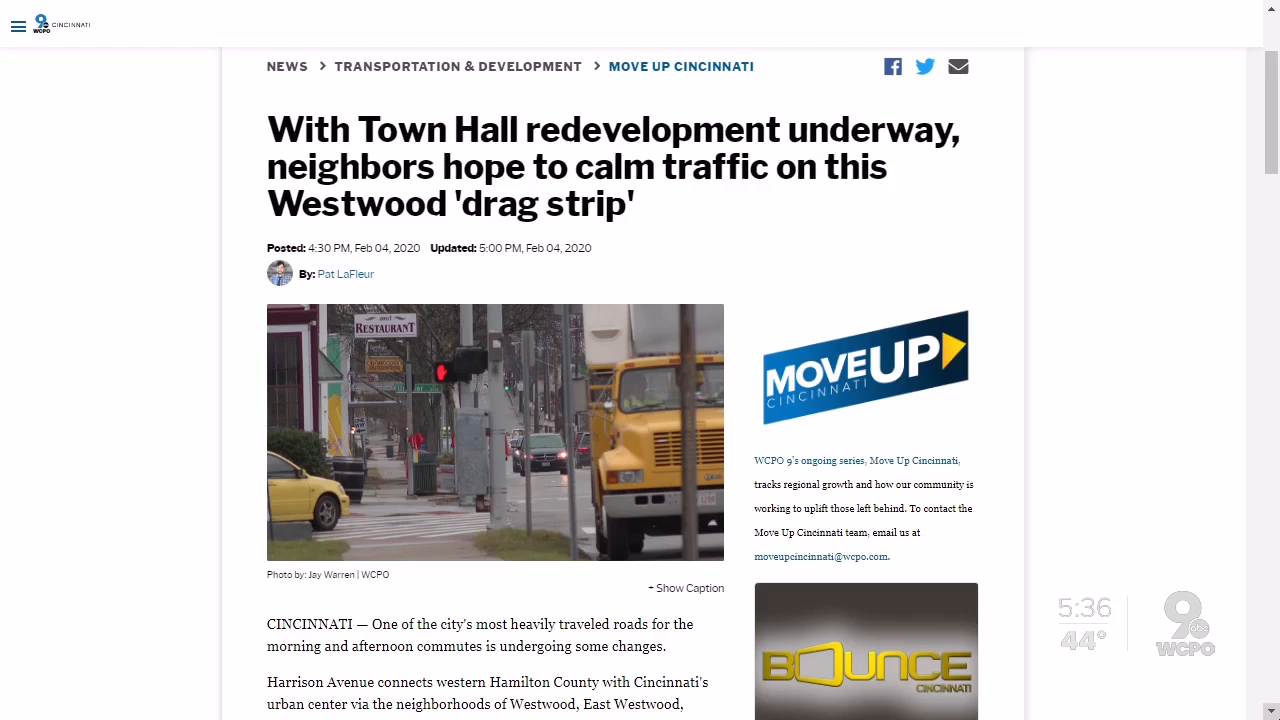 9
abc
WCPO
CINCINNATI
NEWS > TRANSPORTATION & DEVELOPMENT > MOVE UP CINCINNATI
With Town Hall redevelopment underway,
neighbors hope to calm traffic on this
Westwood 'drag strip'
Posted: 4:30 PM, Feb 04, 2020 Updated: 5:00 PM, Feb 04, 2020
By: Pat LaFleur
and
RESTAURANT
Photo by: Jay Warren | WCPO
+ Show Caption
CINCINNATI — One of the city's most heavily traveled roads for the
morning and afternoon commutes is undergoing some changes.
Harrison Avenue connects western Hamilton County with Cincinnati's
urban center via the neighborhoods of Westwood, East Westwood,
MOVEUP
CINCINNATI
WCPO 9's ongoing series, Move Up Cincinnati,
tracks regional growth and how our community is
working to uplift those left behind. To contact the
Move Up Cincinnati team, email us at
moveupcincinnati@wcpo.com.
BOUNCE
CINCINNATI
5:36
44°
9
abc
WCPO